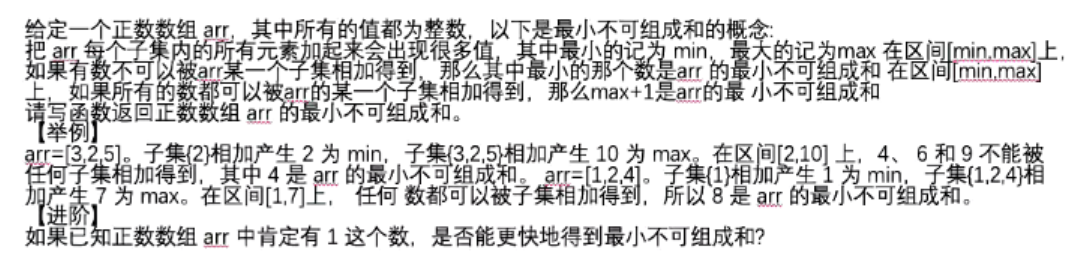 给定一个正数数组 arr，其中所有的值都为整数，以下是最小不可组成和的概念:
把 arr 每个子集内的所有元素加起来会出现很多值，其中最小的记为 min，最大的记为max 在区间[min,max]上，
如果有数不可以被arr某一个子集相加得到，那么其中最小的那个数是arr 的最小不可组成和 在区间[min,max]
上，如果所有的数都可以被arr的某一个子集相加得到，那么max+1是arr的最 小不可组成和
请写函数返回正数数组 arr 的最小不可组成和。
【举例】
arr=[3,2,5]。子集{2}相加产生 2 为 min，子集{3,2,5}相加产生 10 为 max。在区间[2,10] 上，4、 6 和 9 不能被
任何子集相加得到，其中 4 是 arr 的最小不可组成和。 arr=[1,2,4]。子集{1}相加产生 1 为 min，子集{1,2,4}相
加产生 7 为 max。在区间[1,7]上， 任何 数都可以被子集相加得到，所以 8 是 arr 的最小不可组成和。
【进阶】
如果已知正数数组 arr 中肯定有 1 这个数，是否能更快地得到最小不可组成和?